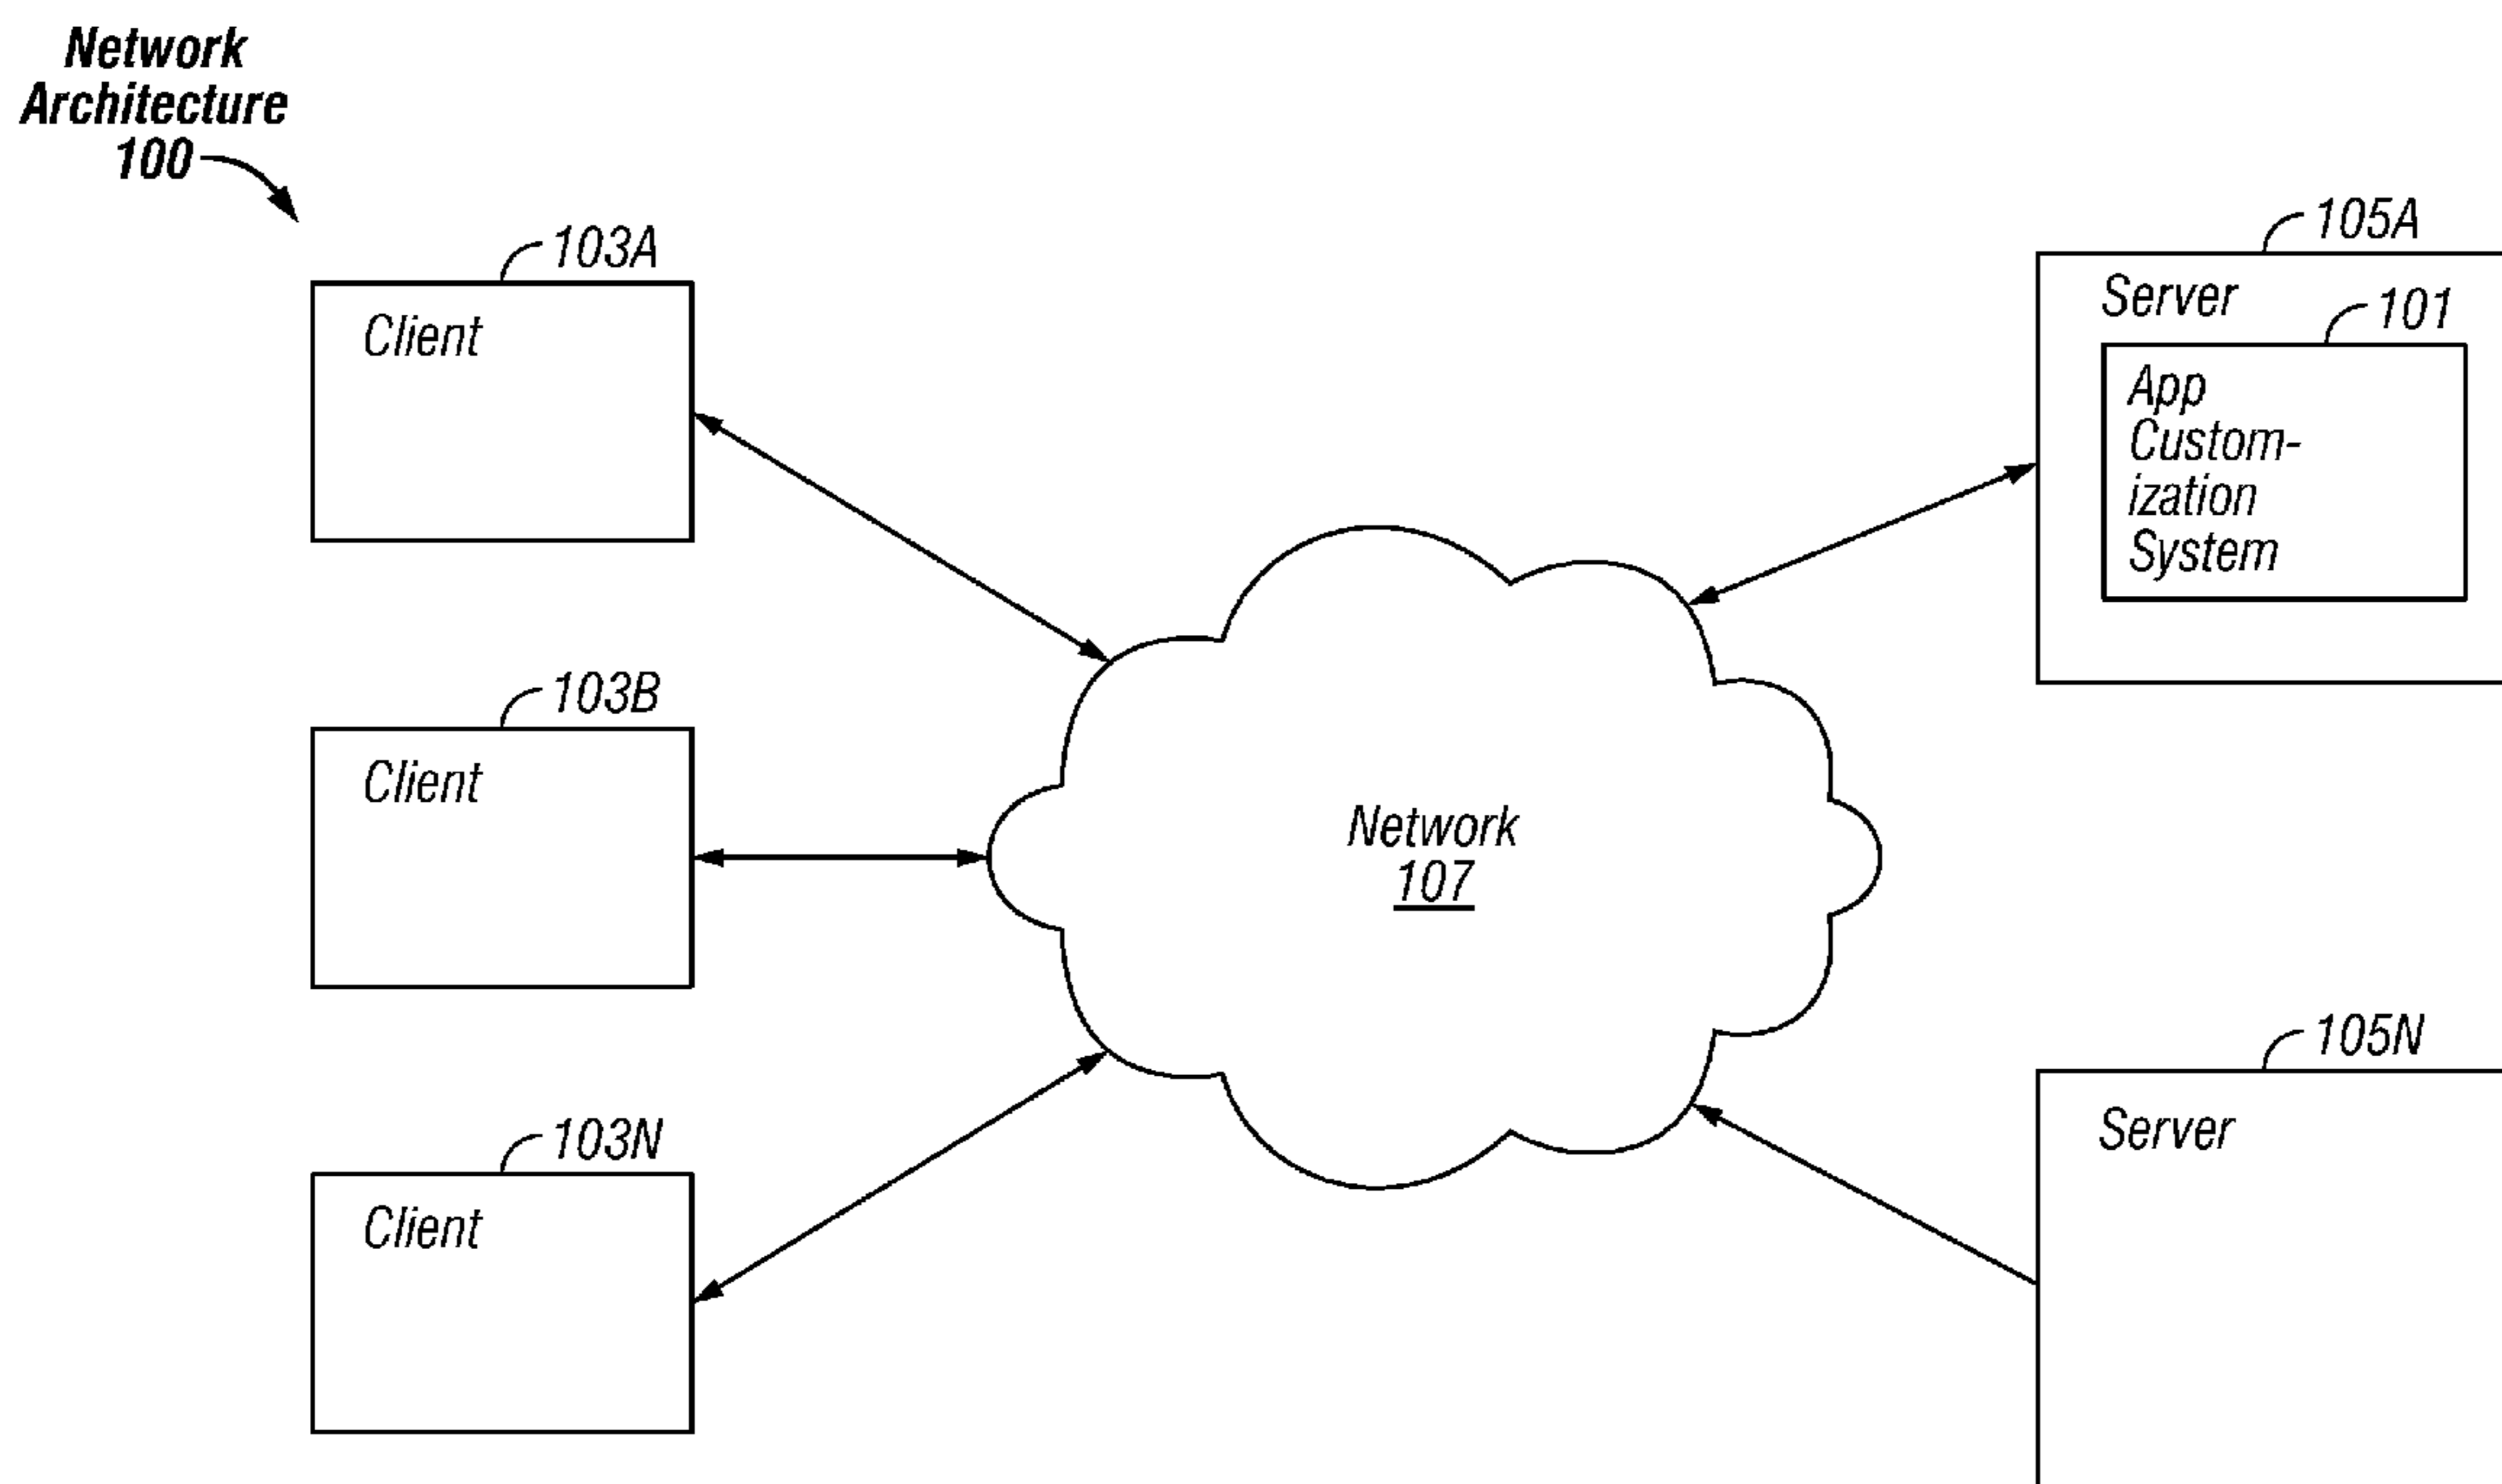 Network
Architecture
100
103A
Client
105A
Server
101
App
Custom-
ization
System
103B
Client
Network
107
103N
Client
105N
Server